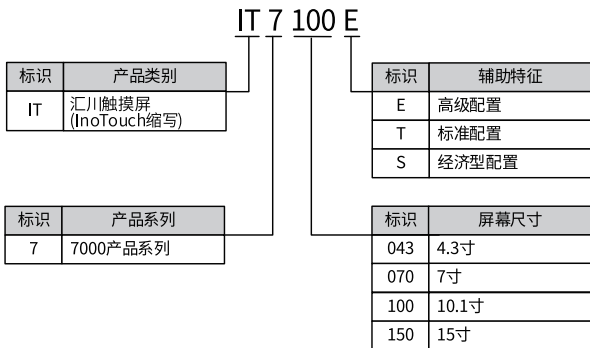 IT 7 100 E
标识 产品类别
IT 汇川触摸屏
(InoTouch缩写)
标识 辅助特征
E 高级配置
T 标准配置
S 经济型配置
标识 产品系列
7 7000产品系列
标识 屏幕尺寸
043 4.3寸
070 7寸
100 10.1寸
150 15寸